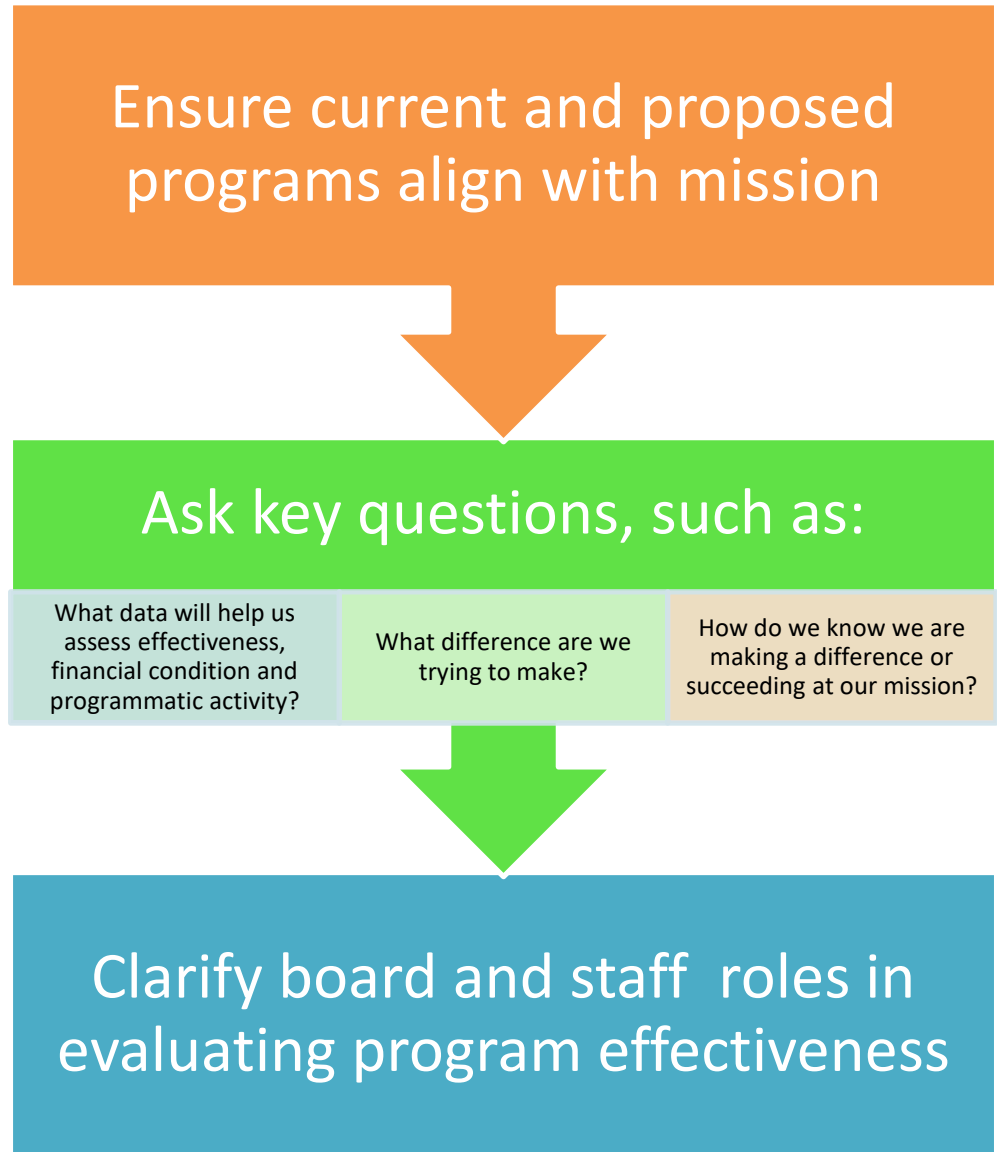 Ensure current and proposed
programs align with mission
Ask key questions, such as:
What data will help us
assess effectiveness,
financial condition and
programmatic activity?
What difference are we
trying to make?
How do we know we are
making a difference or
succeeding at our mission?
Clarify board and staff  roles in
evaluating program effectiveness